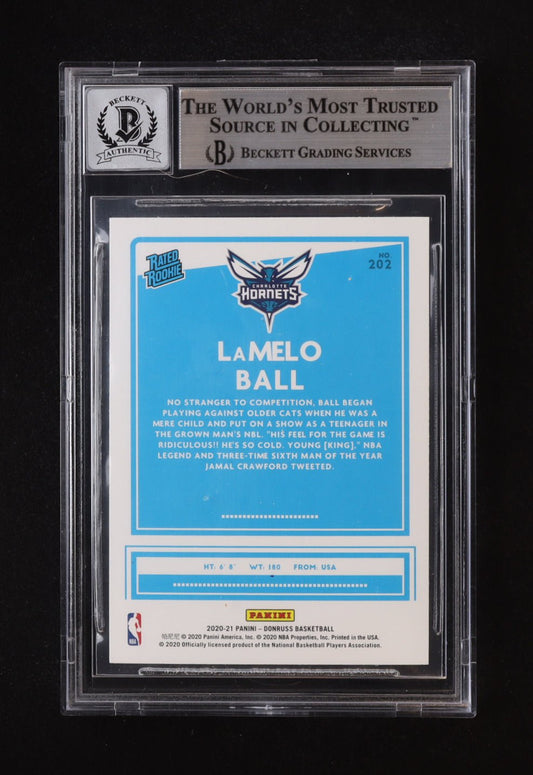 BECKETT
B
AUTHENTIC
THE WORLD'S MOST TRUSTED
SOURCE IN COLLECTING™
B BECKETT GRADING SERVICES
RATED
ROOKIE
CHARLOTTE
HORNETS
NO.
202
LAMELO
BALL
NO STRANGER TO COMPETITION, BALL BEGAN
PLAYING AGAINST OLDER CATS WHEN HE WAS A
MERE CHILD AND PUT ON A SHOW AS A TEENAGER IN
THE GROWN MAN'S NBL. "HIS FEEL FOR THE GAME IS
RIDICULOUS!! HE'S SO COLD. YOUNG [KING]," NBA
LEGEND AND THREE-TIME SIXTH MAN OF THE YEAR
JAMAL CRAWFORD TWEETED.
HT: 6' 8" WT: 180 FROM: USA
PANINI
NBA
2020-21 PANINI – DONRUSS BASKETBALL
帕尼尼 © 2020 Panini America, Inc. © 2020 NBA Properties, Inc. Printed in the USA.
© 2020 Officially licensed product of the National Basketball Players Association.